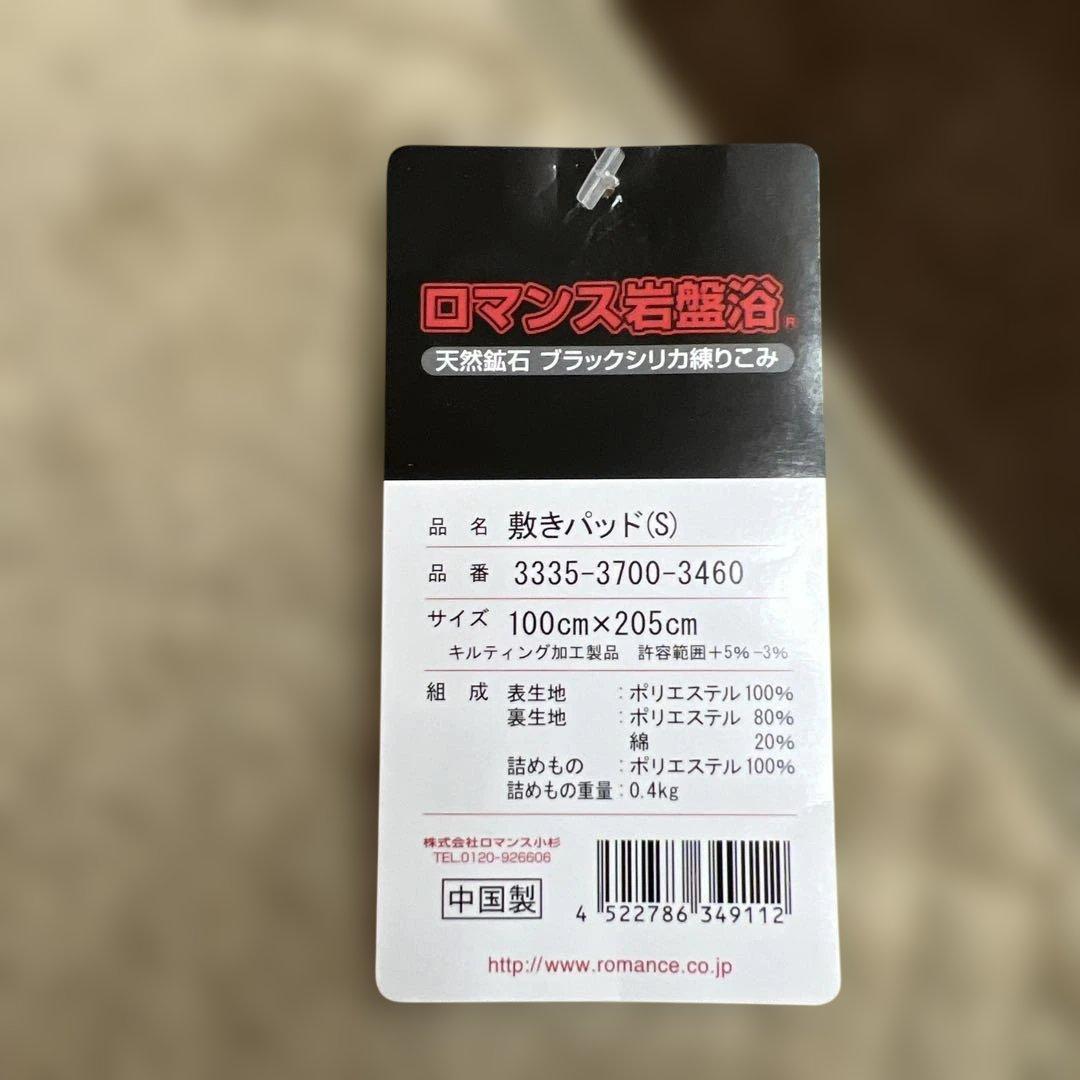 ロマンス岩盤浴®
天然鉱石 ブラックシリカ練りこみ
品 名 敷きパッド(S)
品 番 3335-3700-3460
サイズ 100cm×205cm
キルティング加工製品 許容範囲+5%-3%
組 成 表生地 :ポリエステル100%
裏生地 :ポリエステル 80%
綿 20%
詰めもの :ポリエステル100%
詰めもの重量:0.4kg
株式会社ロマンス小杉
TEL.0120-926606
中国製
4 522786 349112
http://www.romance.co.jp